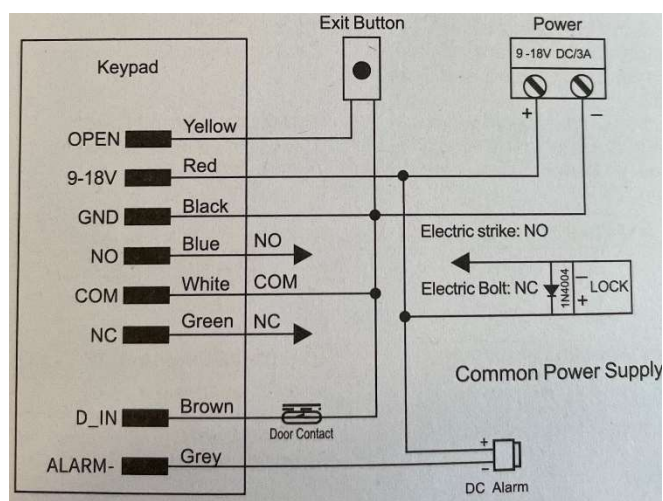 Exit Button
Power
Keypad
9-18V DC/3A
+ −
OPEN Yellow
9-18V Red
GND Black
NO Blue NO
Electric strike: NO
COM White COM
Electric Bolt: NC
1N4004
− LOCK
+
NC Green NC
Common Power Supply
D_IN Brown
Door Contact
ALARM- Grey
+
−
DC Alarm